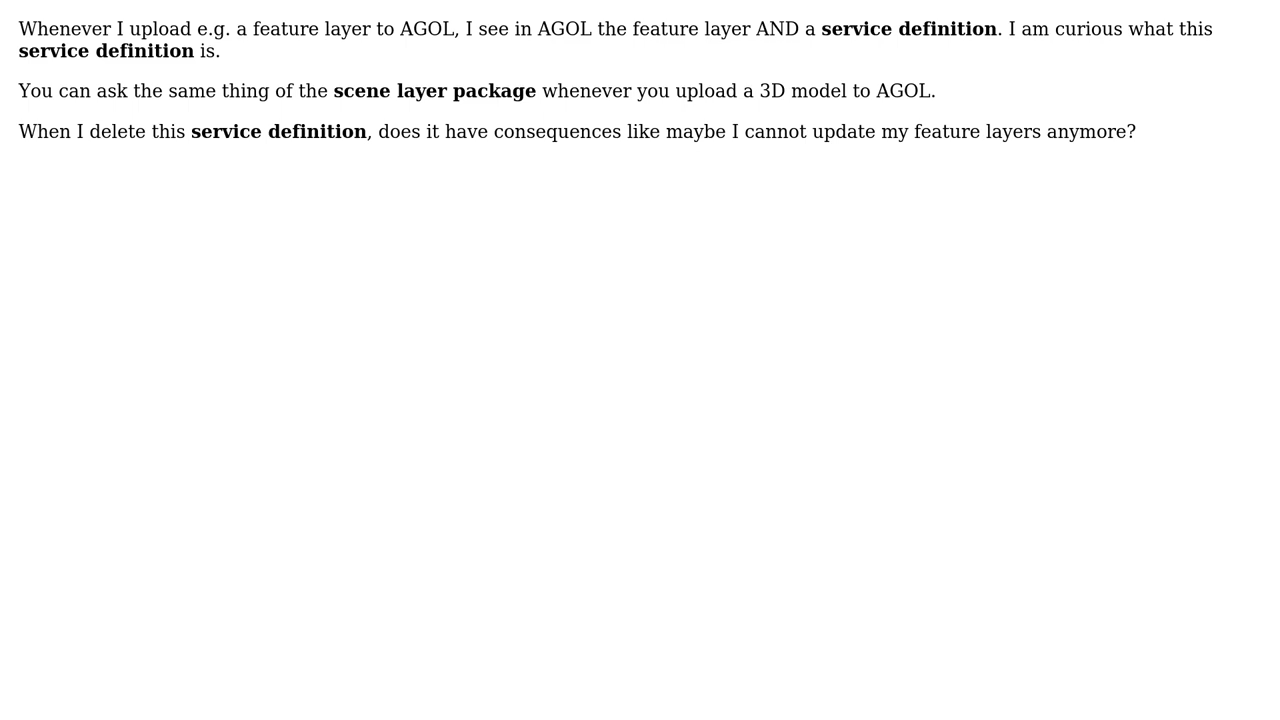 Whenever I upload e.g. a feature layer to AGOL, I see in AGOL the feature layer AND a service definition. I am curious what this
service definition is.
You can ask the same thing of the scene layer package whenever you upload a 3D model to AGOL.
When I delete this service definition, does it have consequences like maybe I cannot update my feature layers anymore?